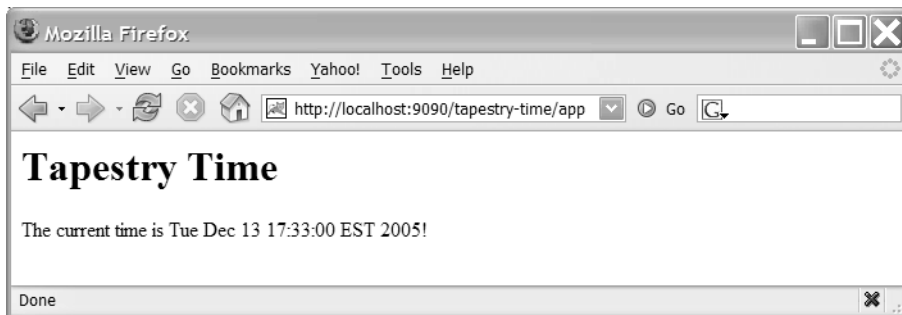 Mozilla Firefox
File Edit View Go Bookmarks Yahoo! Tools Help
http://localhost:9090/tapestry-time/app Go G
Tapestry Time
The current time is Tue Dec 13 17:33:00 EST 2005!
Done